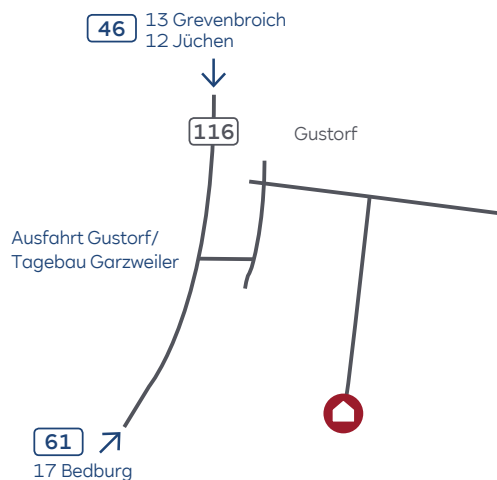 46
13 Grevenbroich
12 Jüchen
116
Gustorf
Ausfahrt Gustorf/
Tagebau Garzweiler
61
17 Bedburg